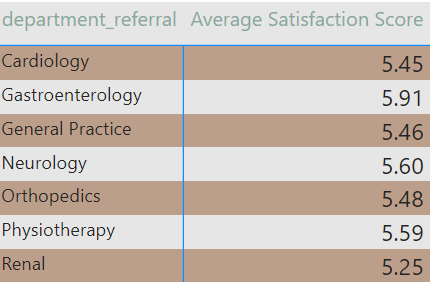 department_referral Average Satisfaction Score
Cardiology 5.45
Gastroenterology 5.91
General Practice 5.46
Neurology 5.60
Orthopedics 5.48
Physiotherapy 5.59
Renal 5.25